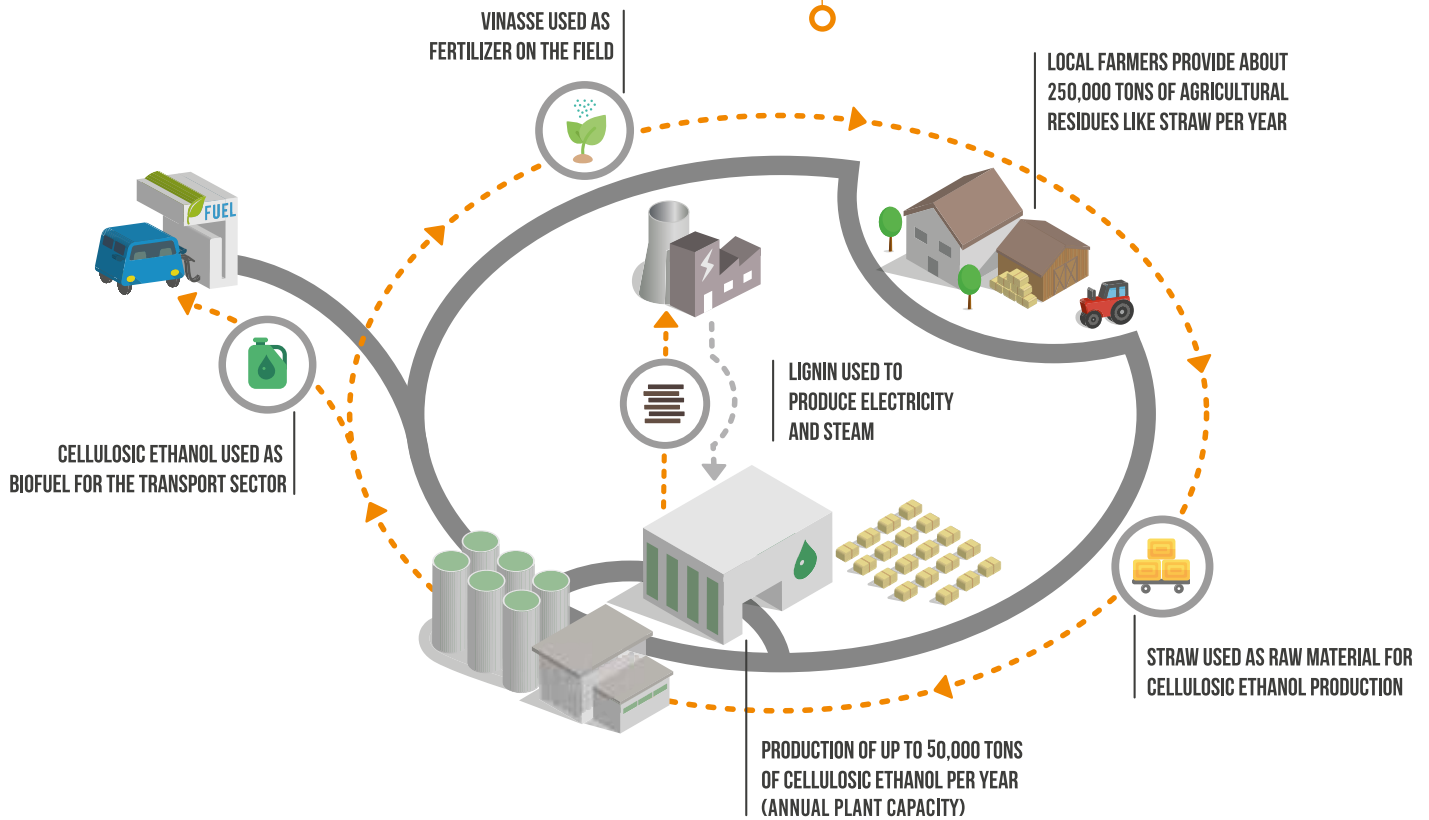 VINASSE USED AS
FERTILIZER ON THE FIELD
LOCAL FARMERS PROVIDE ABOUT
250,000 TONS OF AGRICULTURAL
RESIDUES LIKE STRAW PER YEAR
FUEL
LIGNIN USED TO
PRODUCE ELECTRICITY
AND STEAM
CELLULOSIC ETHANOL USED AS
BIOFUEL FOR THE TRANSPORT SECTOR
STRAW USED AS RAW MATERIAL FOR
CELLULOSIC ETHANOL PRODUCTION
PRODUCTION OF UP TO 50,000 TONS
OF CELLULOSIC ETHANOL PER YEAR
(ANNUAL PLANT CAPACITY)